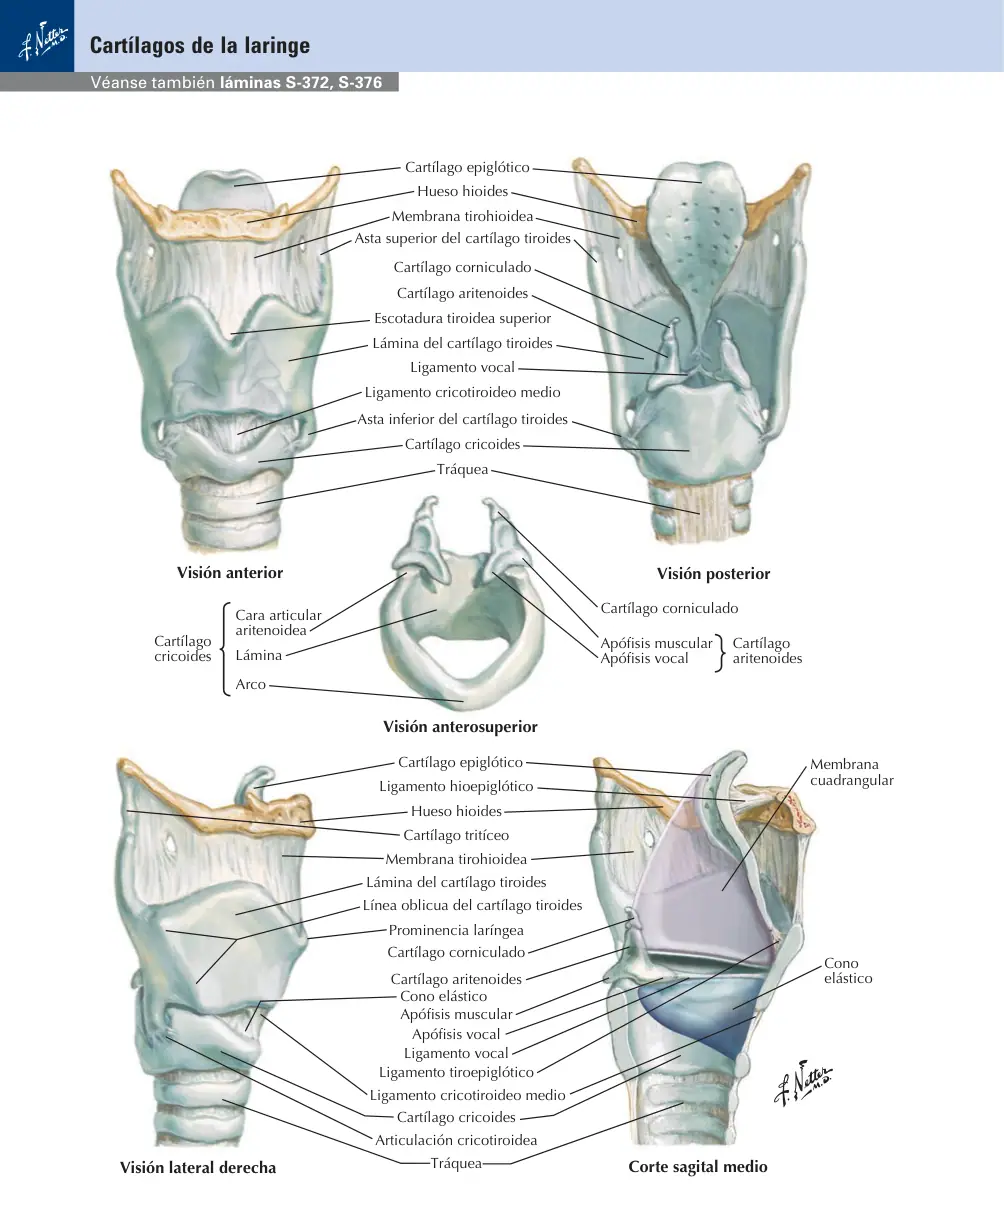 F. Netter M.D.
Cartílagos de la laringe
Véanse también láminas S-372, S-376
Cartílago epiglótico
Hueso hioides
Membrana tirohioidea
Asta superior del cartílago tiroides
Cartílago corniculado
Cartílago aritenoides
Escotadura tiroidea superior
Lámina del cartílago tiroides
Ligamento vocal
Ligamento cricotiroideo medio
Asta inferior del cartílago tiroides
Cartílago cricoides
Tráquea
Visión anterior
Visión posterior
Cartílago
cricoides
Cara articular
aritenoidea
Lámina
Arco
Cartílago corniculado
Apófisis muscular
Apófisis vocal
Cartílago
aritenoides
Visión anterosuperior
Cartílago epiglótico
Ligamento hioepiglótico
Hueso hioides
Cartílago tritíceo
Membrana tirohioidea
Lámina del cartílago tiroides
Línea oblicua del cartílago tiroides
Prominencia laríngea
Cartílago corniculado
Cartílago aritenoides
Cono elástico
Apófisis muscular
Apófisis vocal
Ligamento vocal
Ligamento tiroepiglótico
Ligamento cricotiroideo medio
Cartílago cricoides
Articulación cricotiroidea
Tráquea
Membrana
cuadrangular
Cono
elástico
F. Netter M.D.
Visión lateral derecha
Corte sagital medio